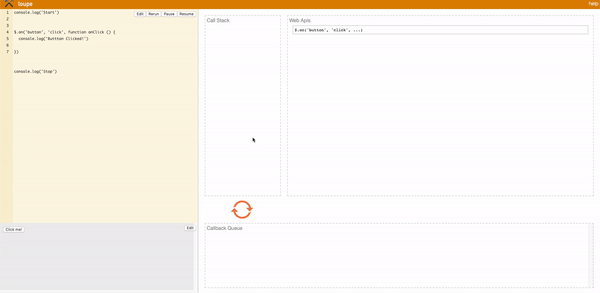 loupe
help
Edit Rerun Pause Resume
1 console.log("Start")
2
3
4 $.on('button', 'click', function onClick () {
5 console.log('Button Clicked!')
6
7 })
console.log("Stop")
Call Stack
Web Apis
$.on('button', 'click', ...)
Click me!
Edit
Callback Queue